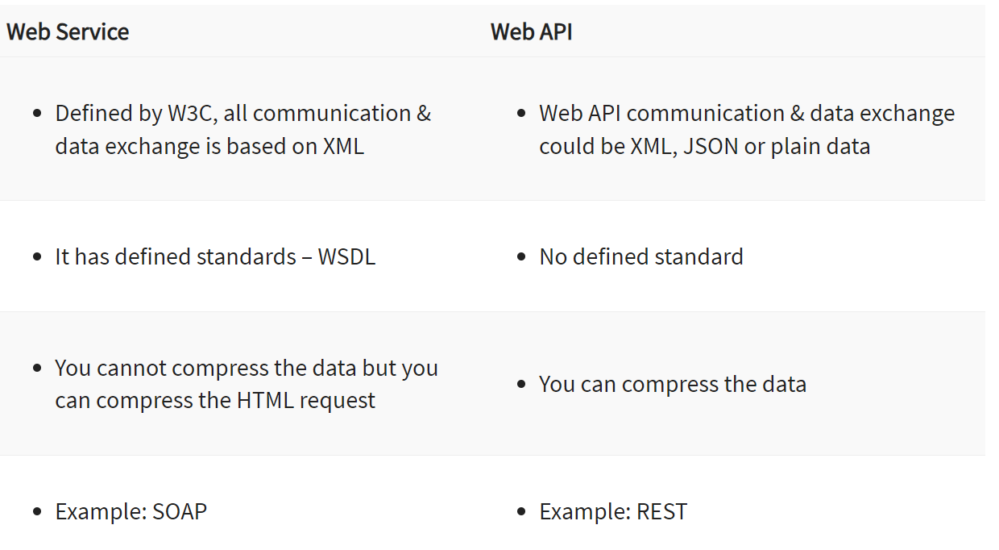 Web Service
Web API
• Defined by W3C, all communication &
data exchange is based on XML
• Web API communication & data exchange
could be XML, JSON or plain data
• It has defined standards – WSDL
• No defined standard
• You cannot compress the data but you
can compress the HTML request
• You can compress the data
• Example: SOAP
• Example: REST